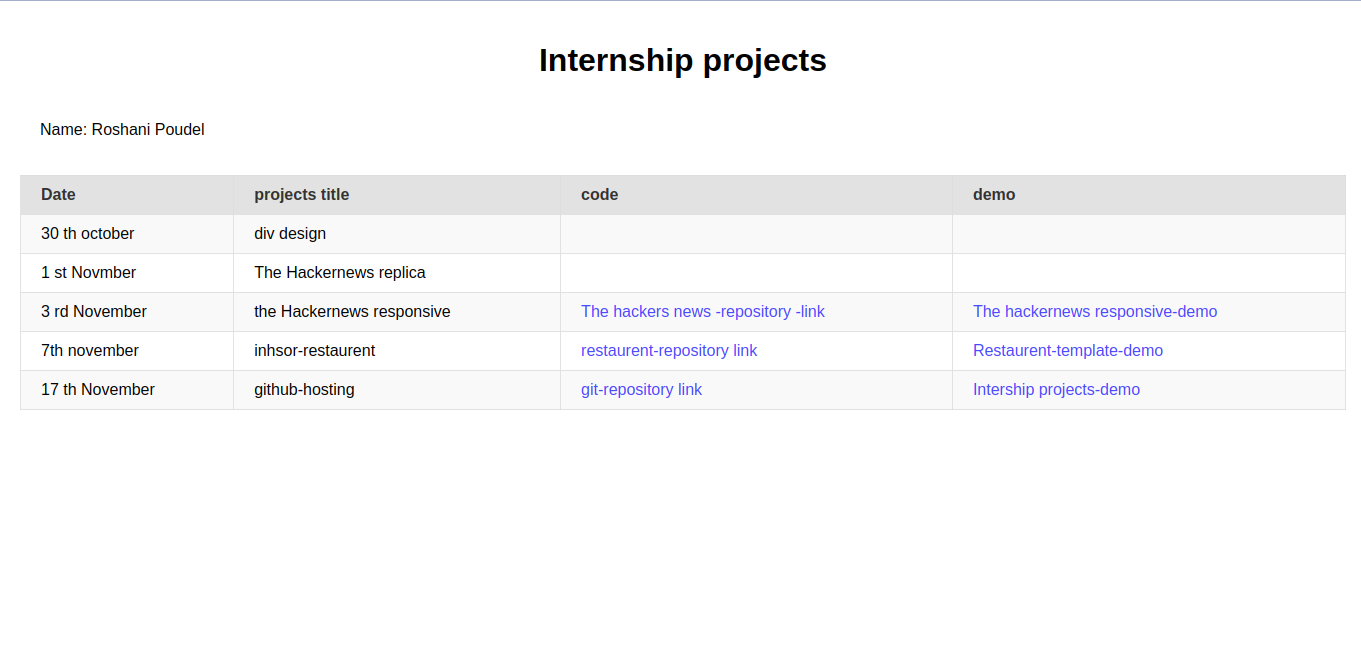 Internship projects
Name: Roshani Poudel
Date projects title code demo
30 th october div design
1 st Novmber The Hackernews replica
3 rd November the Hackernews responsive The hackers news -repository -link The hackernews responsive-demo
7th november inhsor-restaurent restaurent-repository link Restaurent-template-demo
17 th November github-hosting git-repository link Intership projects-demo